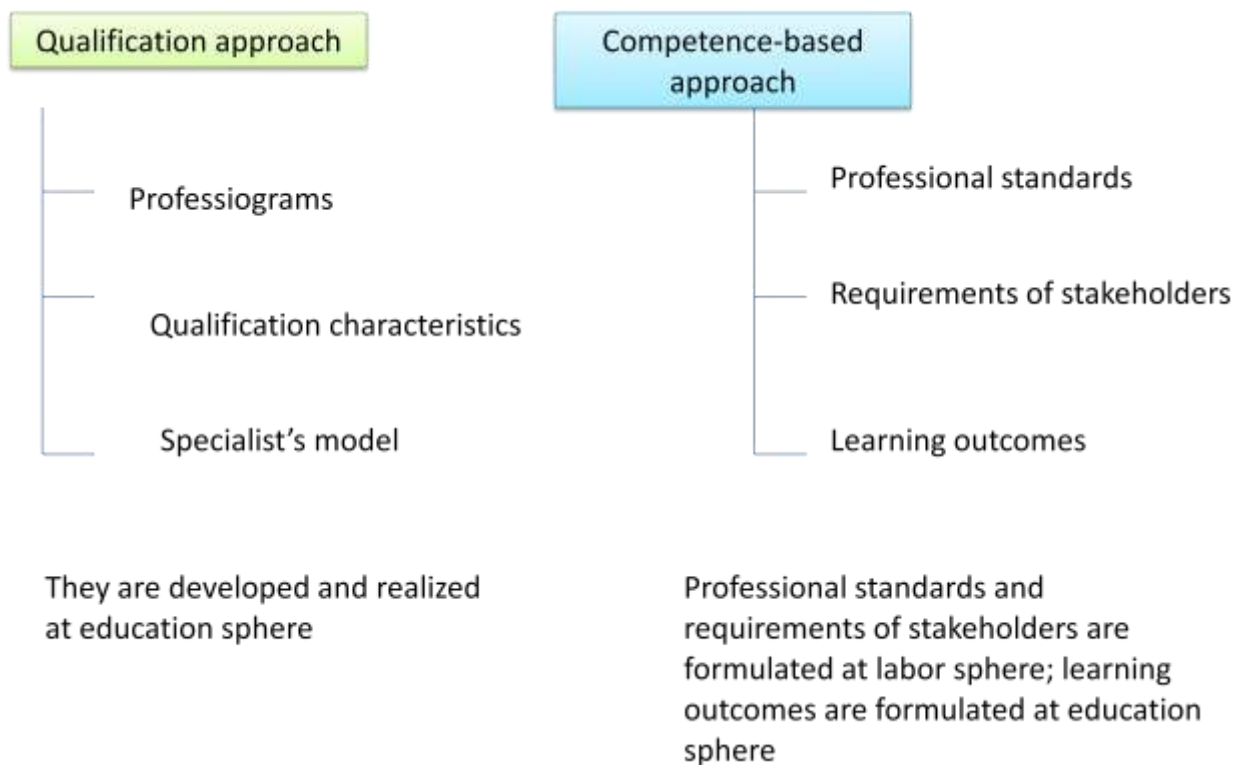 Qualification approach
Professiograms
Qualification characteristics
Specialist's model
They are developed and realized
at education sphere
Competence-based
approach
Professional standards
Requirements of stakeholders
Learning outcomes
Professional standards and
requirements of stakeholders are
formulated at labor sphere; learning
outcomes are formulated at education
sphere